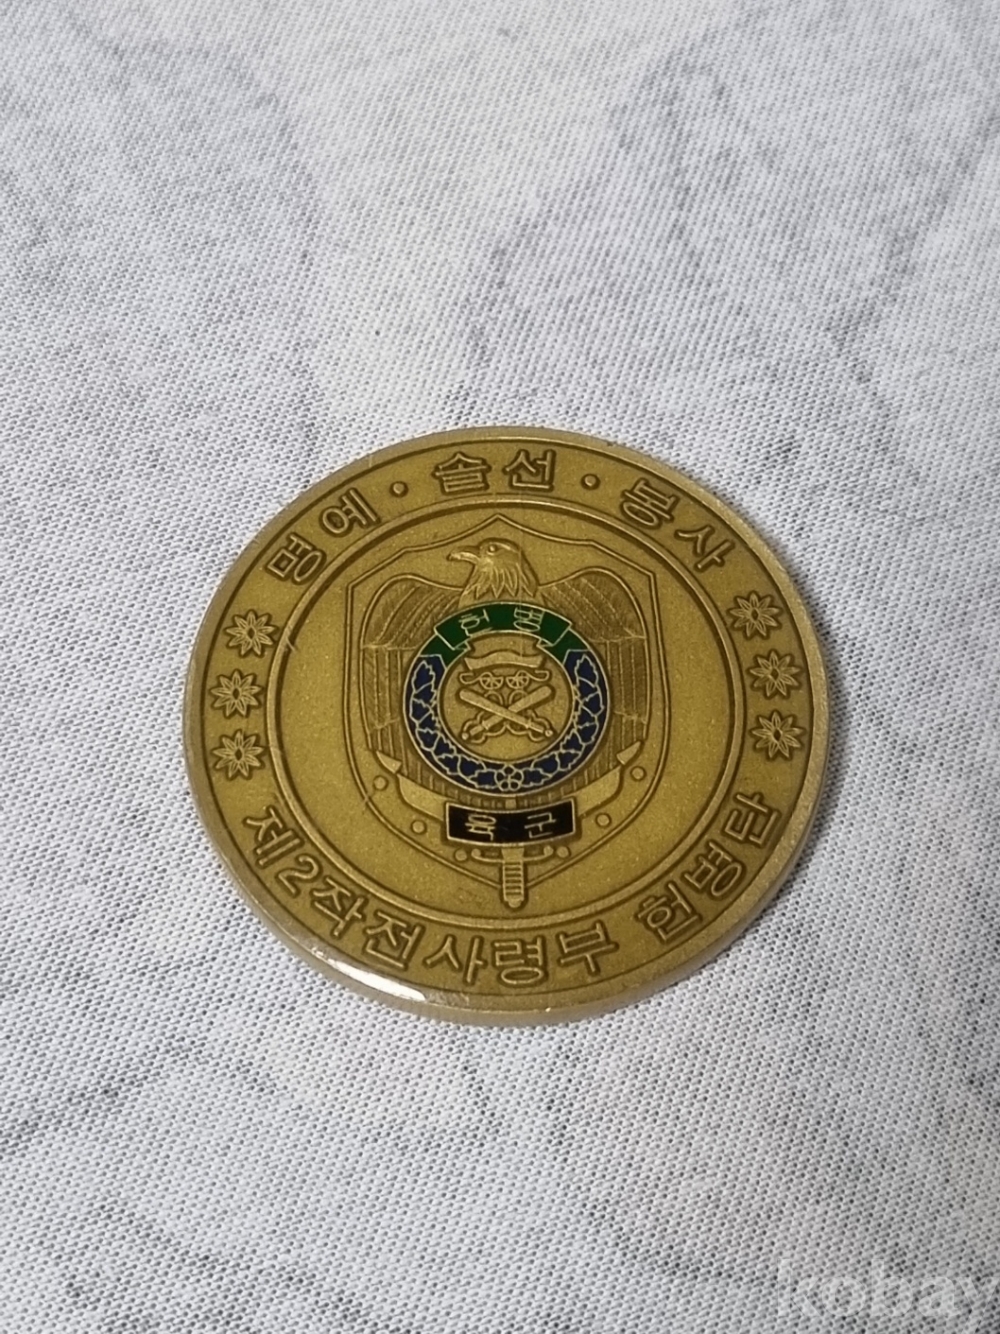 명예·솔선·봉사
헌병
육군
제2작전사령부 헌병단
kobay